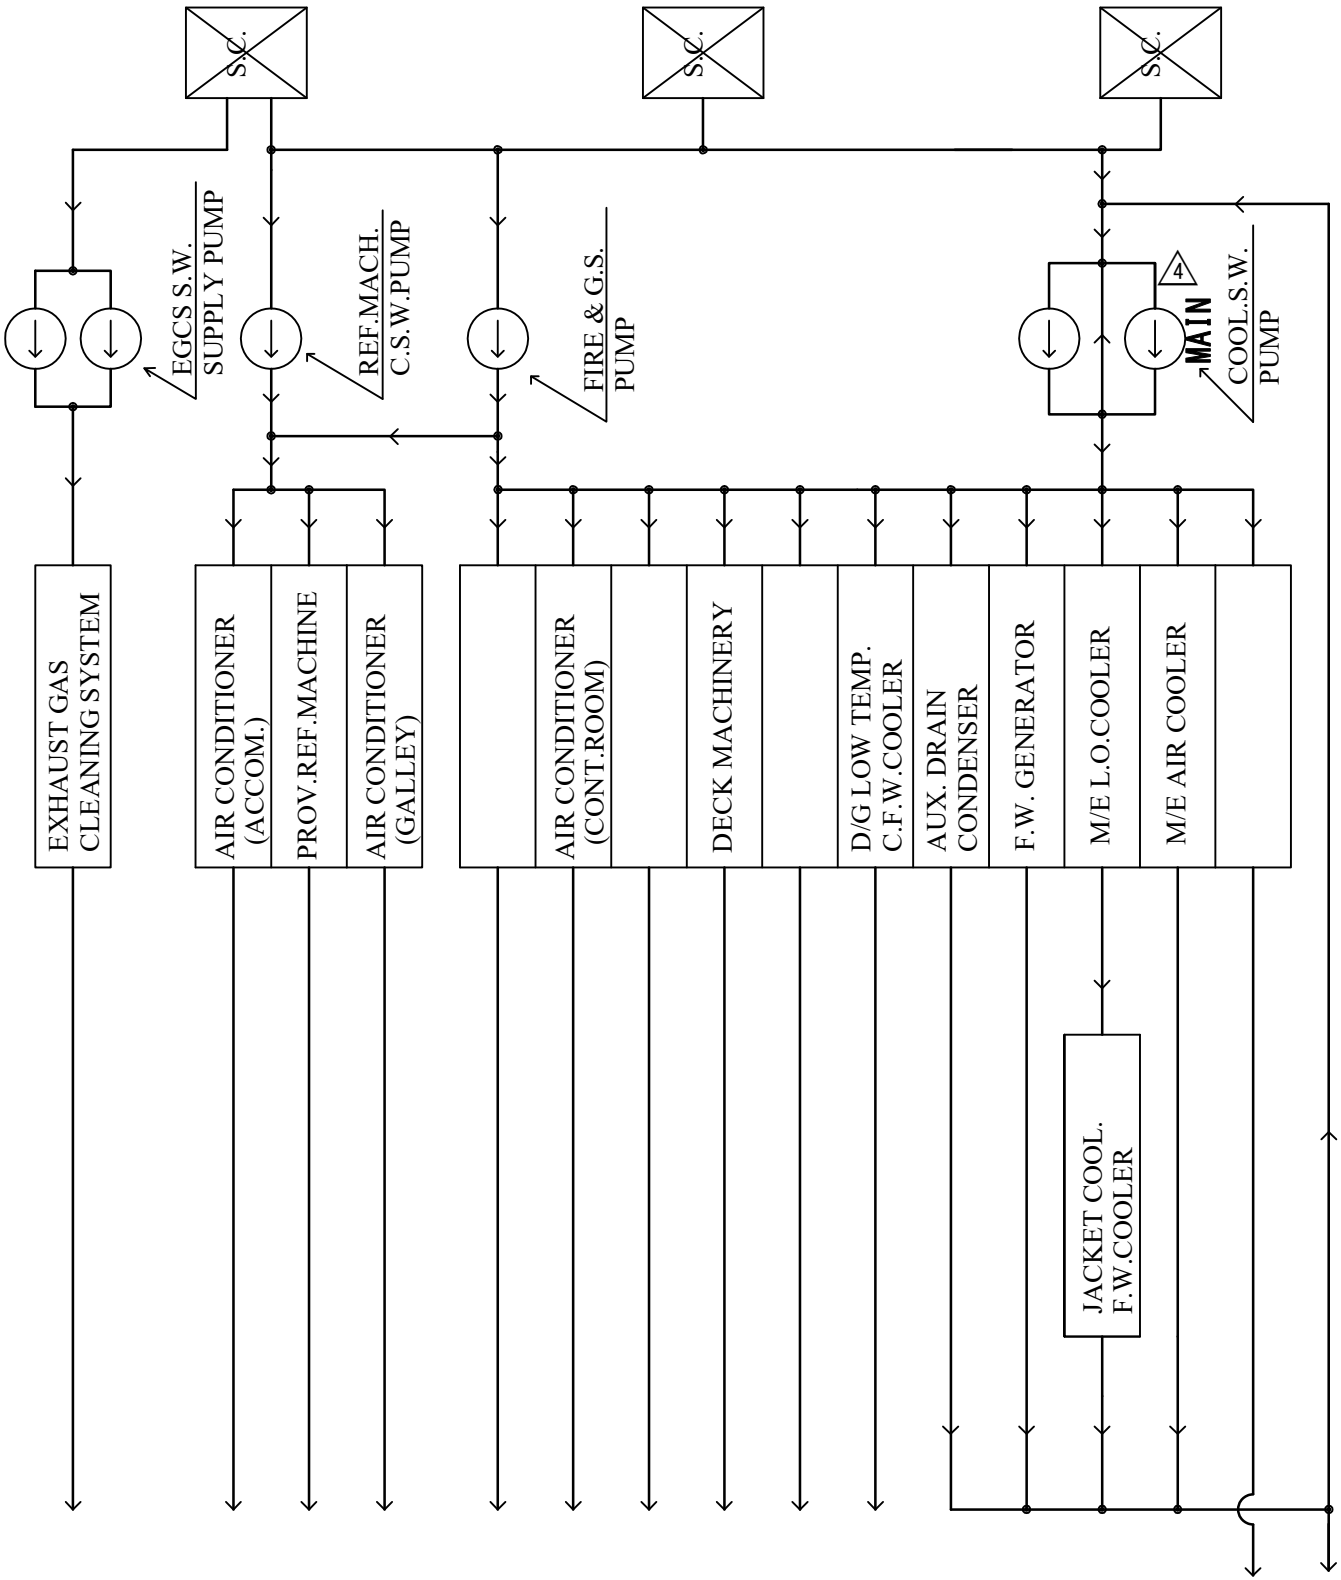 S.C.
S.C.
S.C.
EGCS S.W.
SUPPLY PUMP
REF.MACH.
C.S.W.PUMP
FIRE & G.S.
PUMP
4
MAIN
COOL.S.W.
PUMP
EXHAUST GAS
CLEANING SYSTEM
AIR CONDITIONER
(ACCOM.)
PROV.REF.MACHINE
AIR CONDITIONER
(GALLEY)
AIR CONDITIONER
(CONT.ROOM)
DECK MACHINERY
D/G LOW TEMP.
C.F.W.COOLER
AUX. DRAIN
CONDENSER
F.W. GENERATOR
M/E L.O.COOLER
M/E AIR COOLER
JACKET COOL.
F.W.COOLER